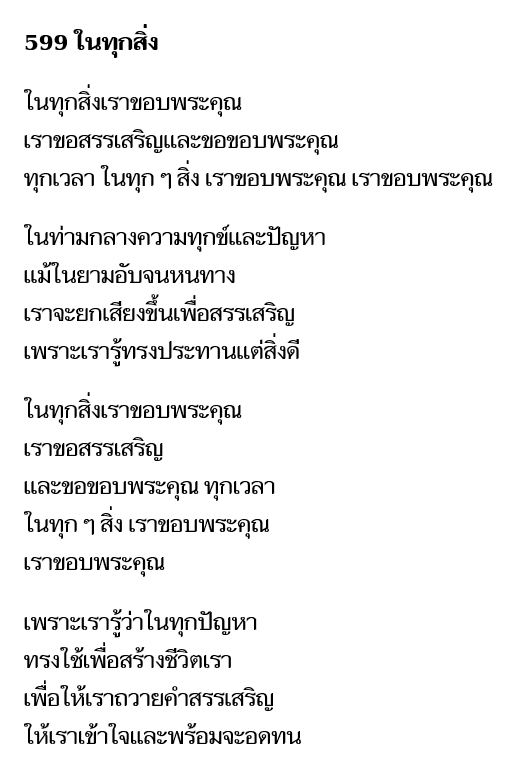 599 ในทุกสิ่ง
ในทุกสิ่งเราขอบพระคุณ
เราขอสรรเสริญและขอขอบพระคุณ
ทุกเวลา ในทุก ๆ สิ่ง เราขอบพระคุณ เราขอบพระคุณ
ในท่ามกลางความทุกข์และปัญหา
แม้ในยามอับจนหนทาง
เราจะยกเสียงขึ้นเพื่อสรรเสริญ
เพราะเรารู้ทรงประทานแต่สิ่งดี
ในทุกสิ่งเราขอบพระคุณ
เราขอสรรเสริญ
และขอขอบพระคุณ ทุกเวลา
ในทุก ๆ สิ่ง เราขอบพระคุณ
เราขอบพระคุณ
เพราะเรารู้ว่าในทุกปัญหา
ทรงใช้เพื่อสร้างชีวิตเรา
เพื่อให้เราถวายคำสรรเสริญ
ให้เราเข้าใจและพร้อมจะอดทน